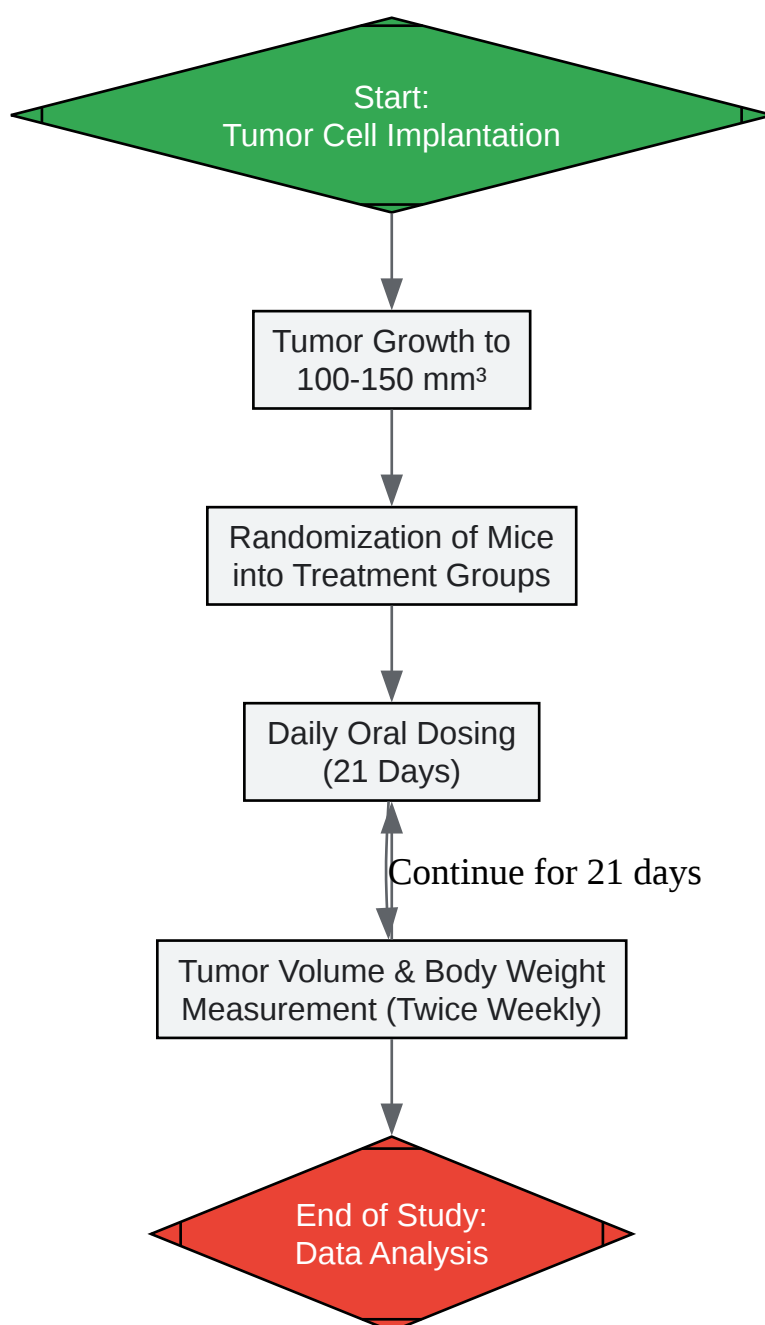 Start:
Tumor Cell Implantation
Tumor Growth to
100-150 mm³
Randomization of Mice
into Treatment Groups
Daily Oral Dosing
(21 Days)
Continue for 21 days
Tumor Volume & Body Weight
Measurement (Twice Weekly)
End of Study:
Data Analysis